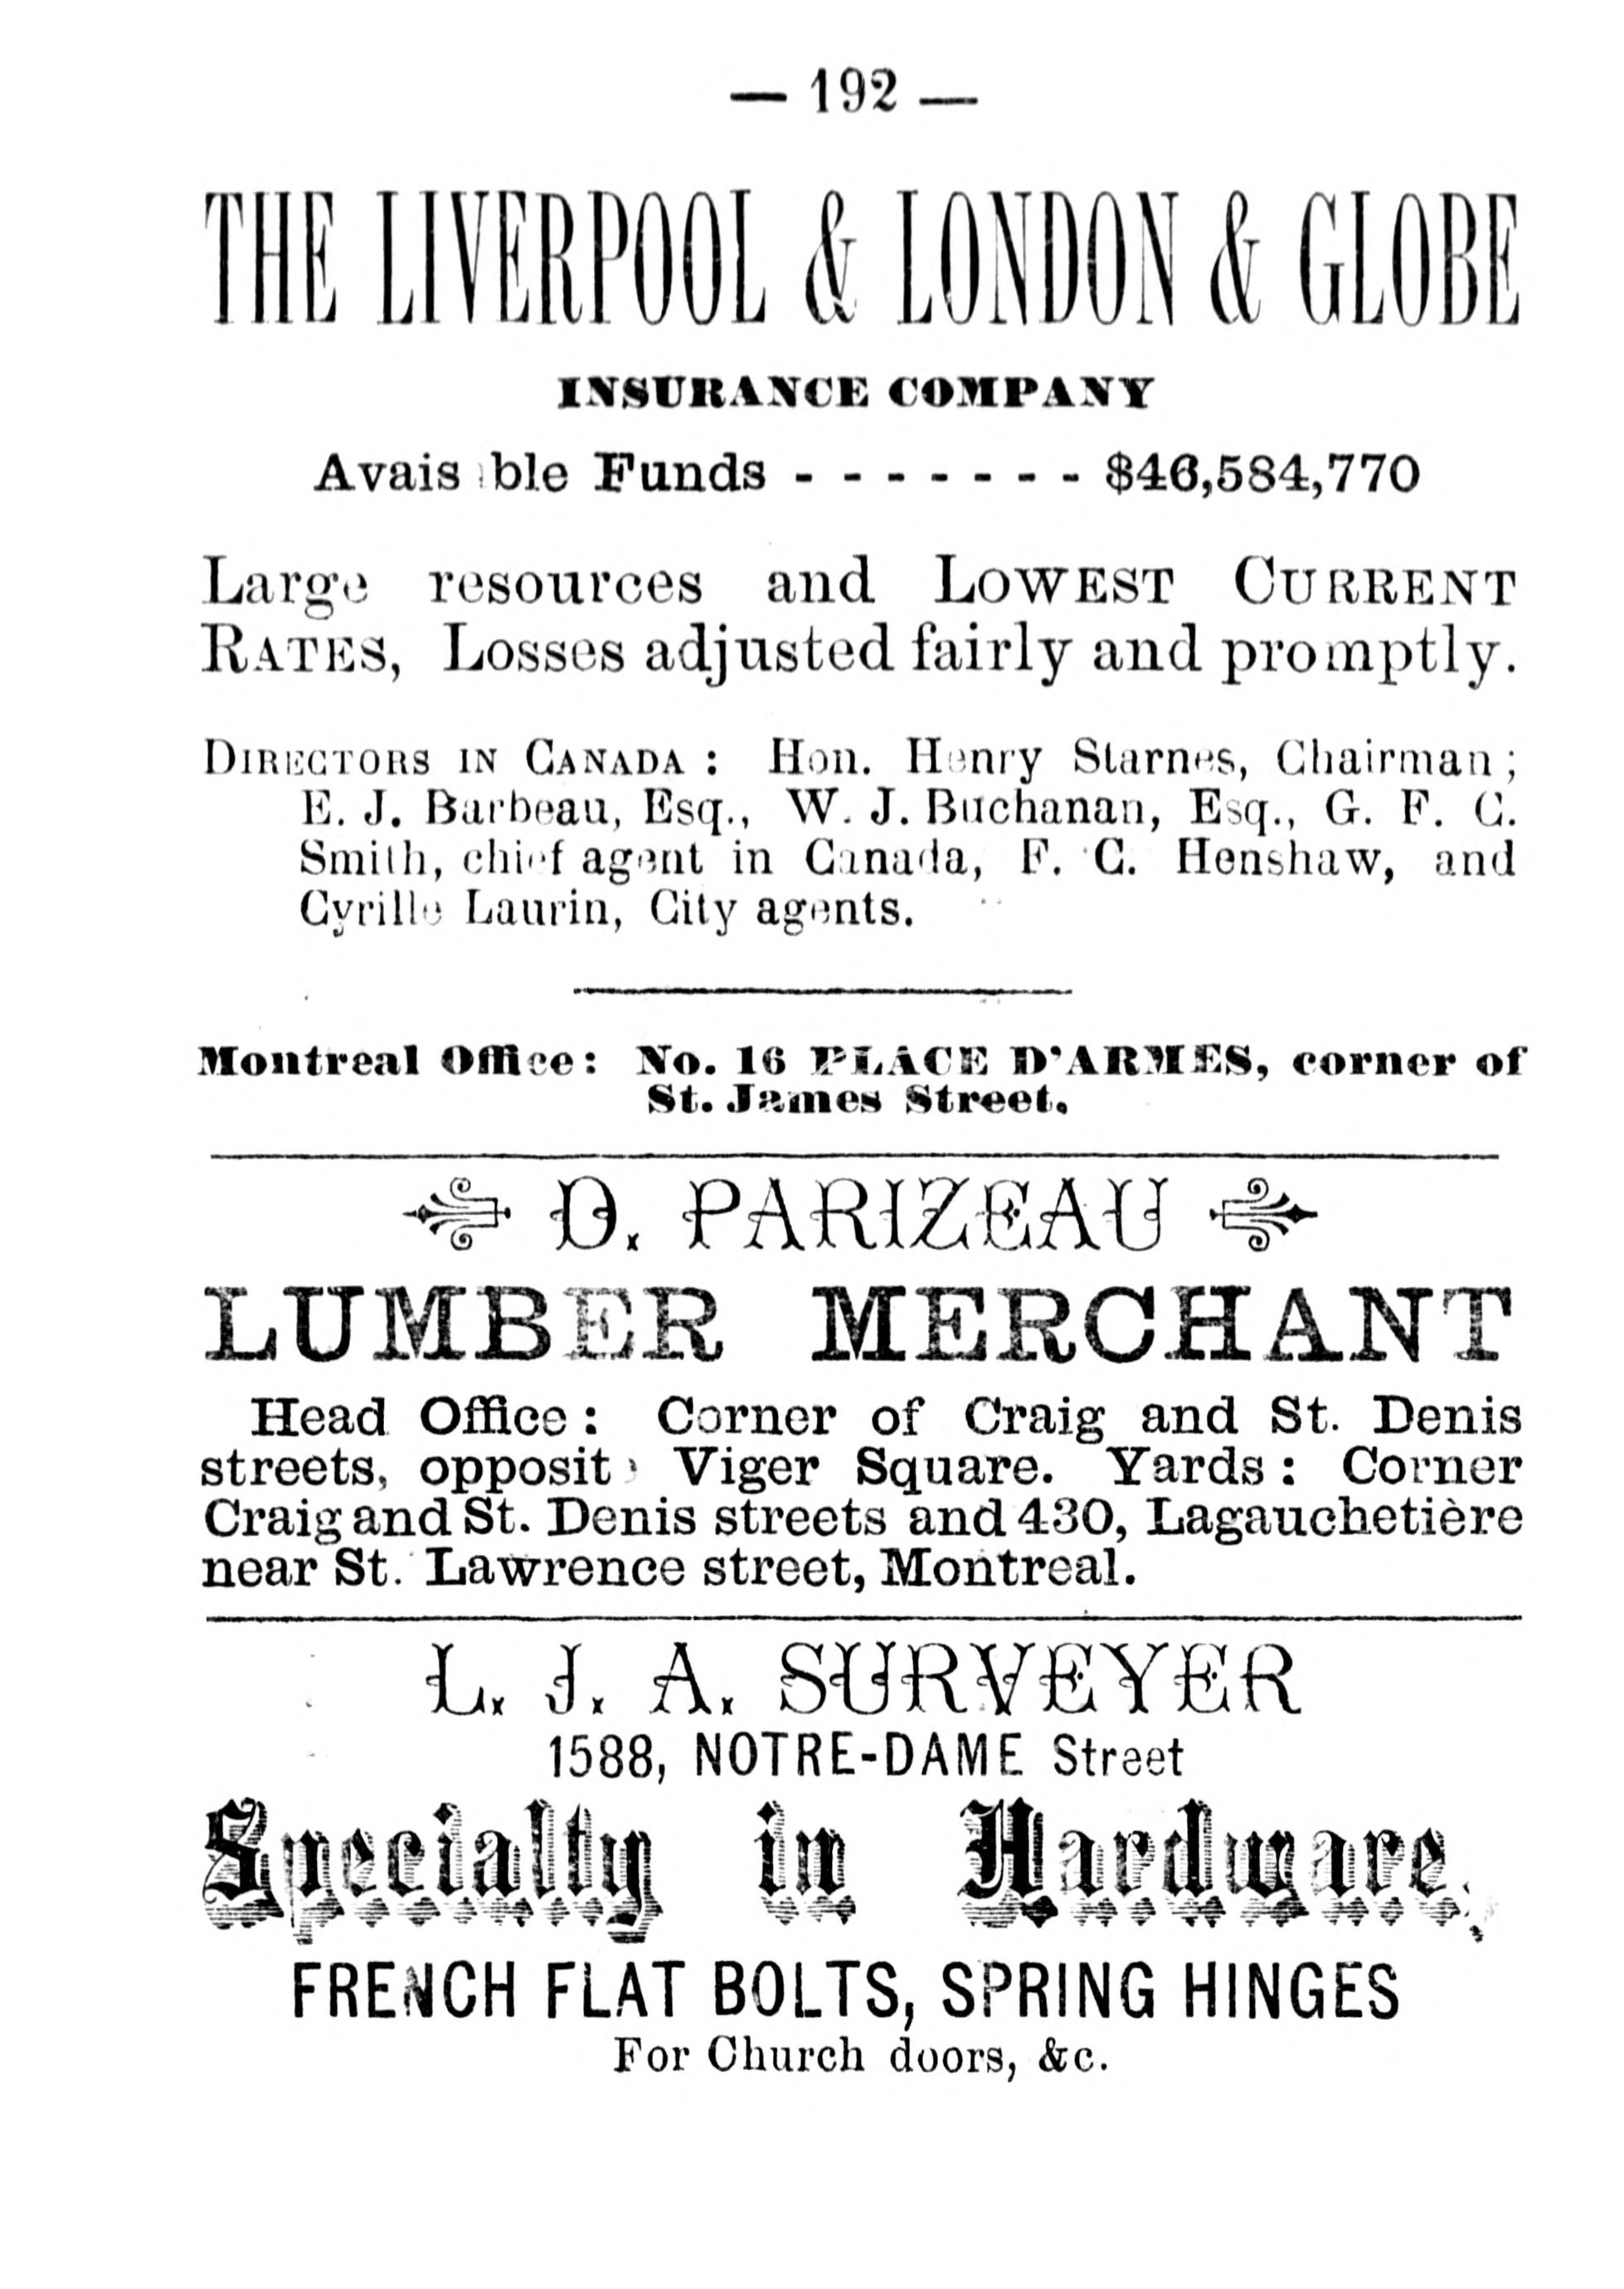 — 192 —
THE LIVERPOOL & LONDON & GLOBE
INSURANCE COMPANY
Avais ble Funds - - - - - - - $46,584,770
Large resources and LOWEST CURRENT
RATES, Losses adjusted fairly and promptly.
DIRECTORS IN CANADA : Hon. Henry Starnes, Chairman ;
E. J. Barbeau, Esq., W. J. Buchanan, Esq., G. F. C.
Smith, chief agent in Canada, F. C. Henshaw, and
Cyrille Laurin, City agents.
Montreal Office: No. 16 PLACE D'ARMES, corner of
St. James Street.
D. PARIZEAU
LUMBER MERCHANT
Head Office : Corner of Craig and St. Denis
streets, opposite Viger Square. Yards : Corner
Craig and St. Denis streets and 430, Lagauchetière
near St. Lawrence street, Montreal.
L. J. A. SURVEYER
1588, NOTRE-DAME Street
Specialty in Hardware,
FRENCH FLAT BOLTS, SPRING HINGES
For Church doors, &c.